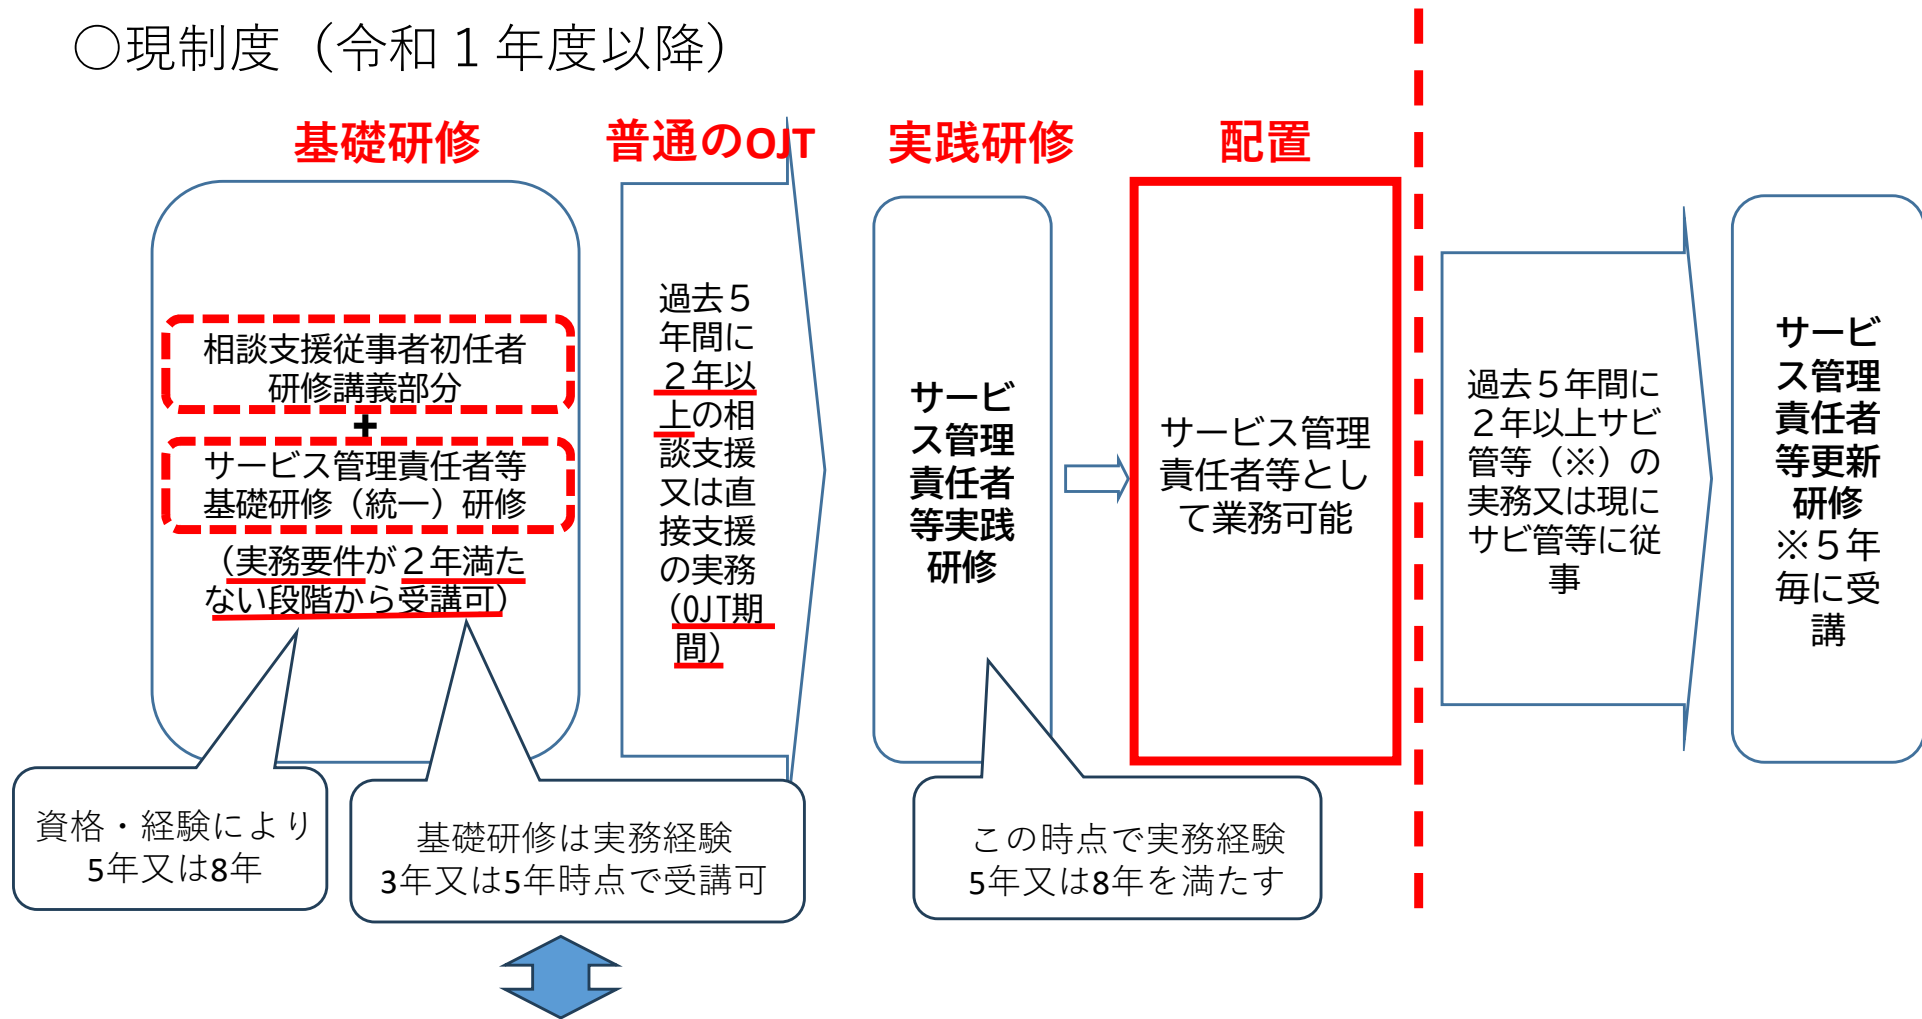 ○現制度（令和１年度以降）
基礎研修
普通のOJT
実践研修
配置
相談支援従事者初任者
研修講義部分
+
サービス管理責任者等
基礎研修（統一）研修
（実務要件が２年満た
ない段階から受講可）
過去５
年間に
２年以
上の相
談支援
又は直
接支援
の実務
（OJT期
間）
サービ
ス管理
責任者
等実践
研修
サービス管理
責任者等とし
て業務可能
過去５年間に
２年以上サビ
管等（※）の
実務又は現に
サビ管等に従
事
サービ
ス管理
責任者
等更新
研修
※５年
毎に受
講
資格・経験により
5年又は8年
基礎研修は実務経験
3年又は5年時点で受講可
この時点で実務経験
5年又は8年を満たす